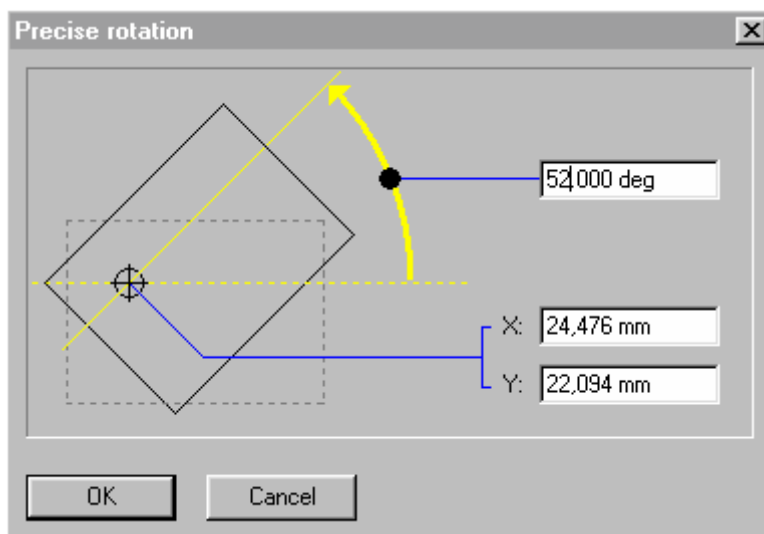 Precise rotation
52,000 deg
X: 24,476 mm
Y: 22,094 mm
OK
Cancel